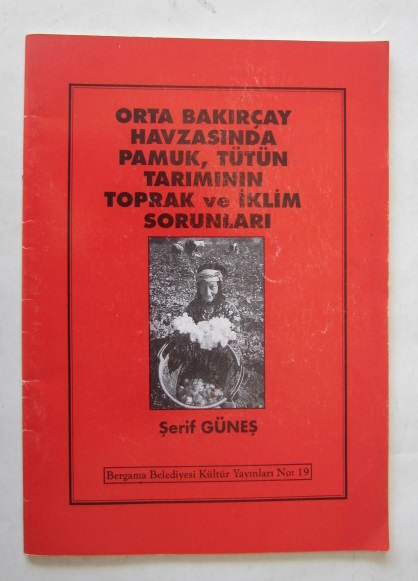 ORTA BAKIRÇAY
HAVZASINDA
PAMUK, TÜTÜN
TARIMININ
TOPRAK ve İKLİM
SORUNLARI
Şerif GÜNEŞ
Bergama Belediyesi Kültür Yayınları No: 19